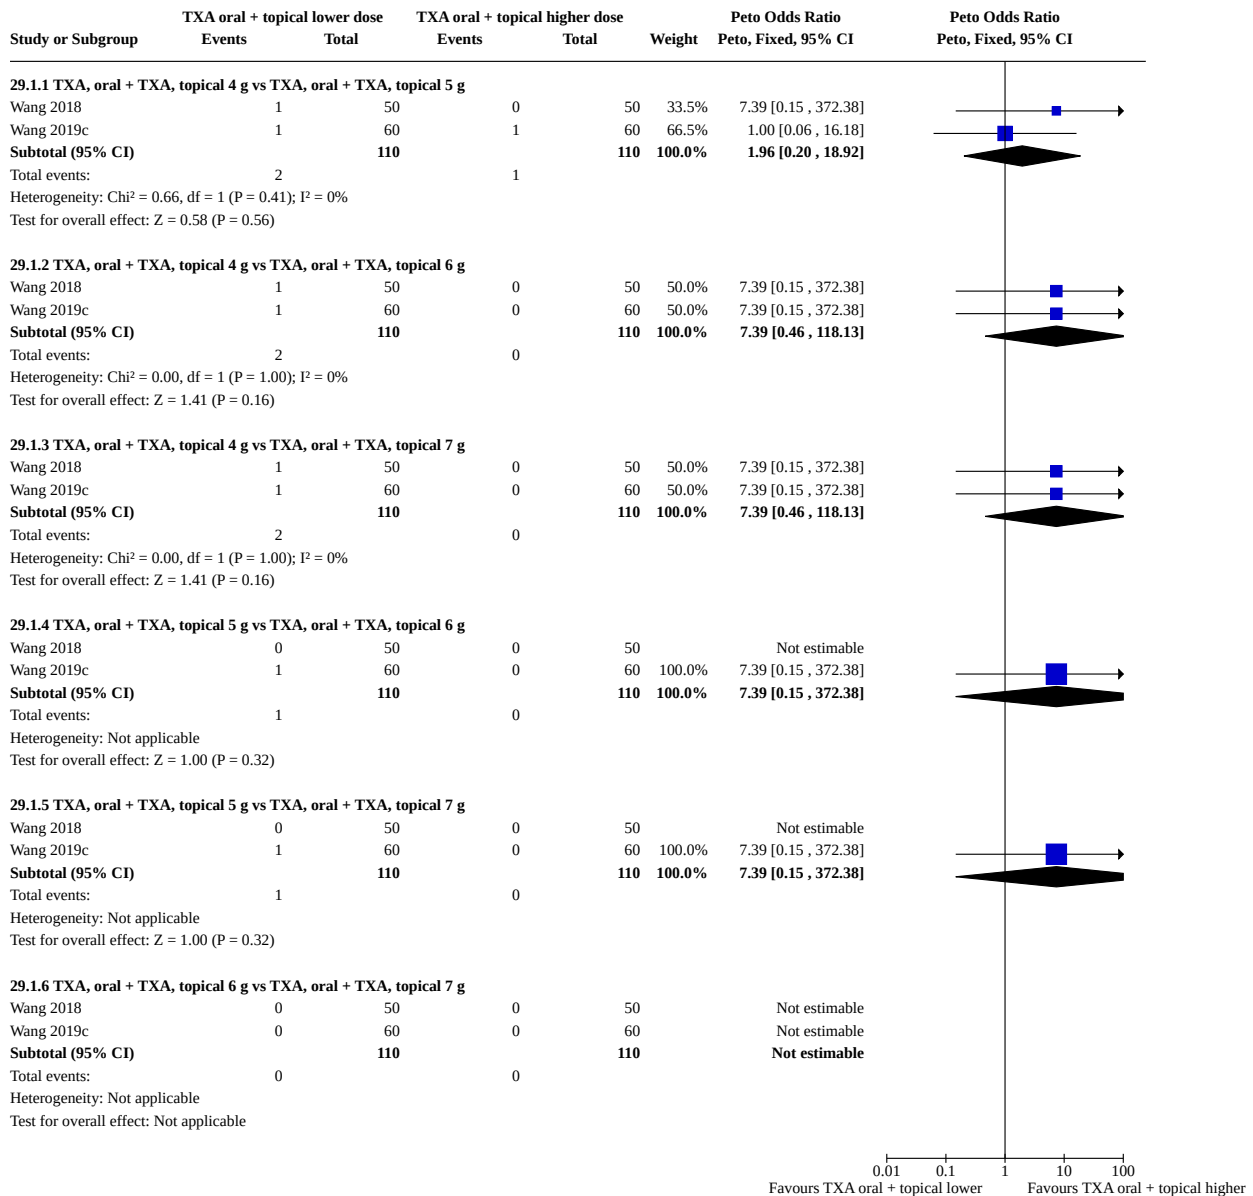 TXA oral + topical lower dose TXA oral + topical higher dose Peto Odds Ratio Peto Odds Ratio
Study or Subgroup Events Total Events Total Weight Peto, Fixed, 95% CI Peto, Fixed, 95% CI
29.1.1 TXA, oral + TXA, topical 4 g vs TXA, oral + TXA, topical 5 g
Wang 2018 1 50 0 50 33.5% 7.39 [0.15 , 372.38]
Wang 2019c 1 60 1 60 66.5% 1.00 [0.06 , 16.18]
Subtotal (95% CI) 110 110 100.0% 1.96 [0.20 , 18.92]
Total events: 2 1
Heterogeneity: Chi² = 0.66, df = 1 (P = 0.41); I² = 0%
Test for overall effect: Z = 0.58 (P = 0.56)
29.1.2 TXA, oral + TXA, topical 4 g vs TXA, oral + TXA, topical 6 g
Wang 2018 1 50 0 50 50.0% 7.39 [0.15 , 372.38]
Wang 2019c 1 60 0 60 50.0% 7.39 [0.15 , 372.38]
Subtotal (95% CI) 110 110 100.0% 7.39 [0.46 , 118.13]
Total events: 2 0
Heterogeneity: Chi² = 0.00, df = 1 (P = 1.00); I² = 0%
Test for overall effect: Z = 1.41 (P = 0.16)
29.1.3 TXA, oral + TXA, topical 4 g vs TXA, oral + TXA, topical 7 g
Wang 2018 1 50 0 50 50.0% 7.39 [0.15 , 372.38]
Wang 2019c 1 60 0 60 50.0% 7.39 [0.15 , 372.38]
Subtotal (95% CI) 110 110 100.0% 7.39 [0.46 , 118.13]
Total events: 2 0
Heterogeneity: Chi² = 0.00, df = 1 (P = 1.00); I² = 0%
Test for overall effect: Z = 1.41 (P = 0.16)
29.1.4 TXA, oral + TXA, topical 5 g vs TXA, oral + TXA, topical 6 g
Wang 2018 0 50 0 50 Not estimable
Wang 2019c 1 60 0 60 100.0% 7.39 [0.15 , 372.38]
Subtotal (95% CI) 110 110 100.0% 7.39 [0.15 , 372.38]
Total events: 1 0
Heterogeneity: Not applicable
Test for overall effect: Z = 1.00 (P = 0.32)
29.1.5 TXA, oral + TXA, topical 5 g vs TXA, oral + TXA, topical 7 g
Wang 2018 0 50 0 50 Not estimable
Wang 2019c 1 60 0 60 100.0% 7.39 [0.15 , 372.38]
Subtotal (95% CI) 110 110 100.0% 7.39 [0.15 , 372.38]
Total events: 1 0
Heterogeneity: Not applicable
Test for overall effect: Z = 1.00 (P = 0.32)
29.1.6 TXA, oral + TXA, topical 6 g vs TXA, oral + TXA, topical 7 g
Wang 2018 0 50 0 50 Not estimable
Wang 2019c 0 60 0 60 Not estimable
Subtotal (95% CI) 110 110 Not estimable
Total events: 0 0
Heterogeneity: Not applicable
Test for overall effect: Not applicable
0.01 0.1 1 10 100
Favours TXA oral + topical lower Favours TXA oral + topical higher